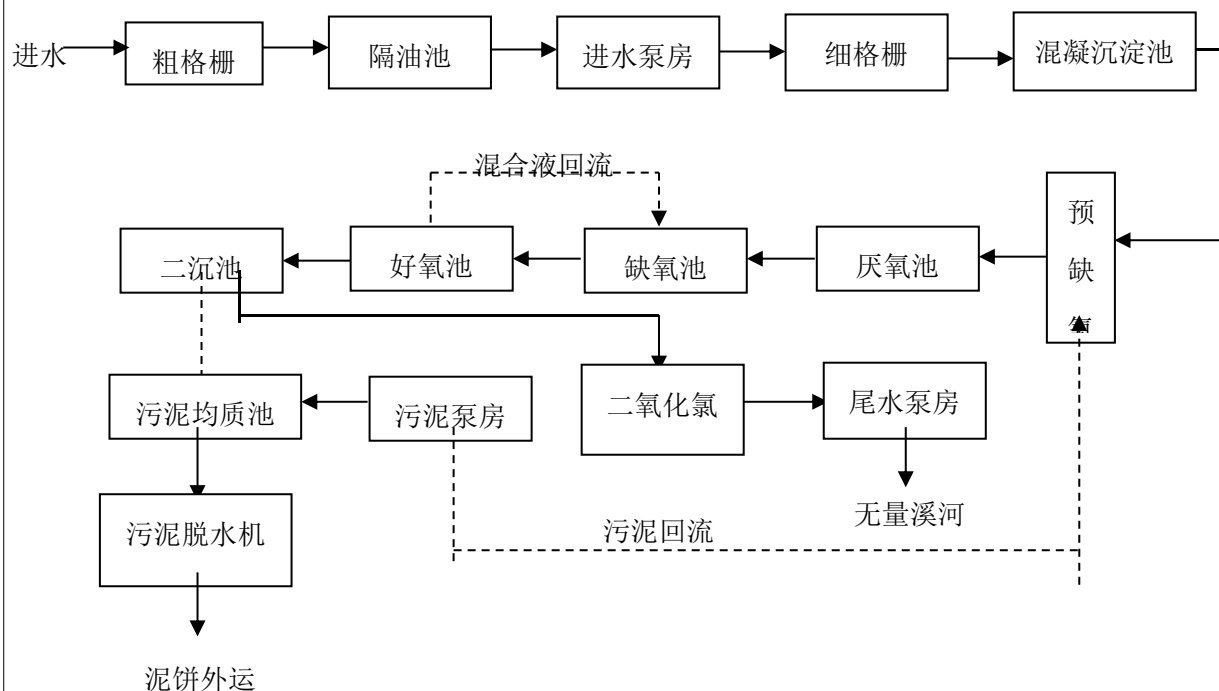 进水
粗格栅
隔油池
进水泵房
细格栅
混凝沉淀池
混合液回流
二沉池
好氧池
缺氧池
厌氧池
预
缺
污泥均质池
污泥泵房
二氧化氯
尾水泵房
污泥脱水机
污泥回流
无量溪河
泥饼外运